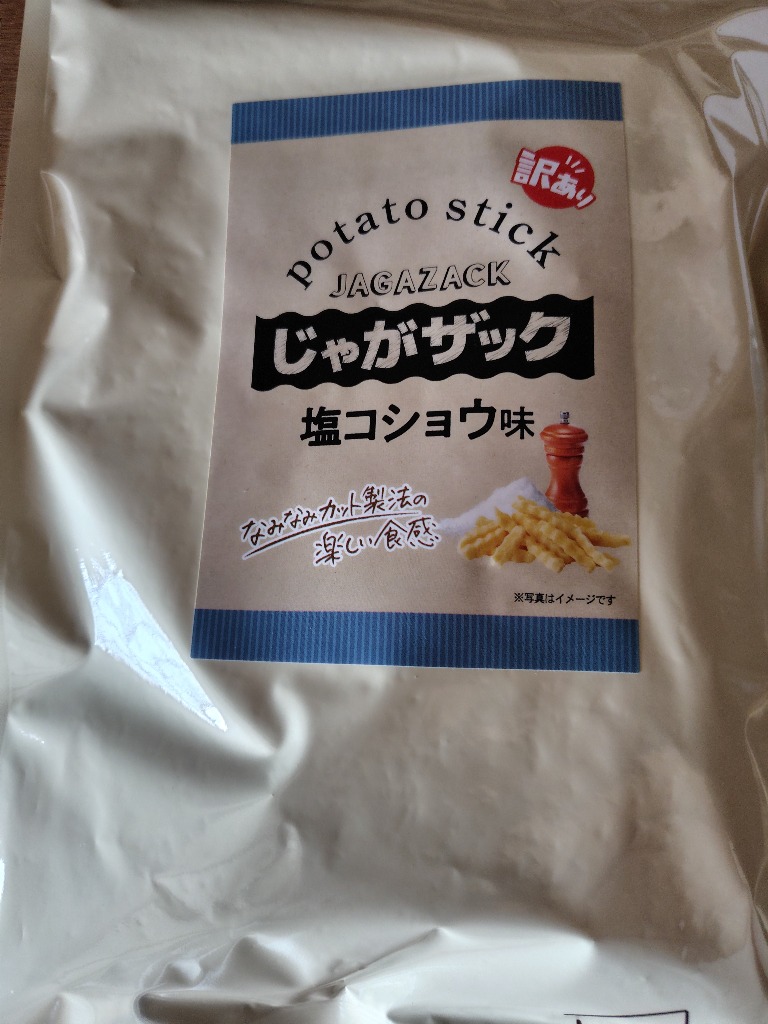 訳あり
potato stick
JAGAZACK
じゃがザック
塩コショウ味
なみなみカット製法の
楽しい食感
※写真はイメージです